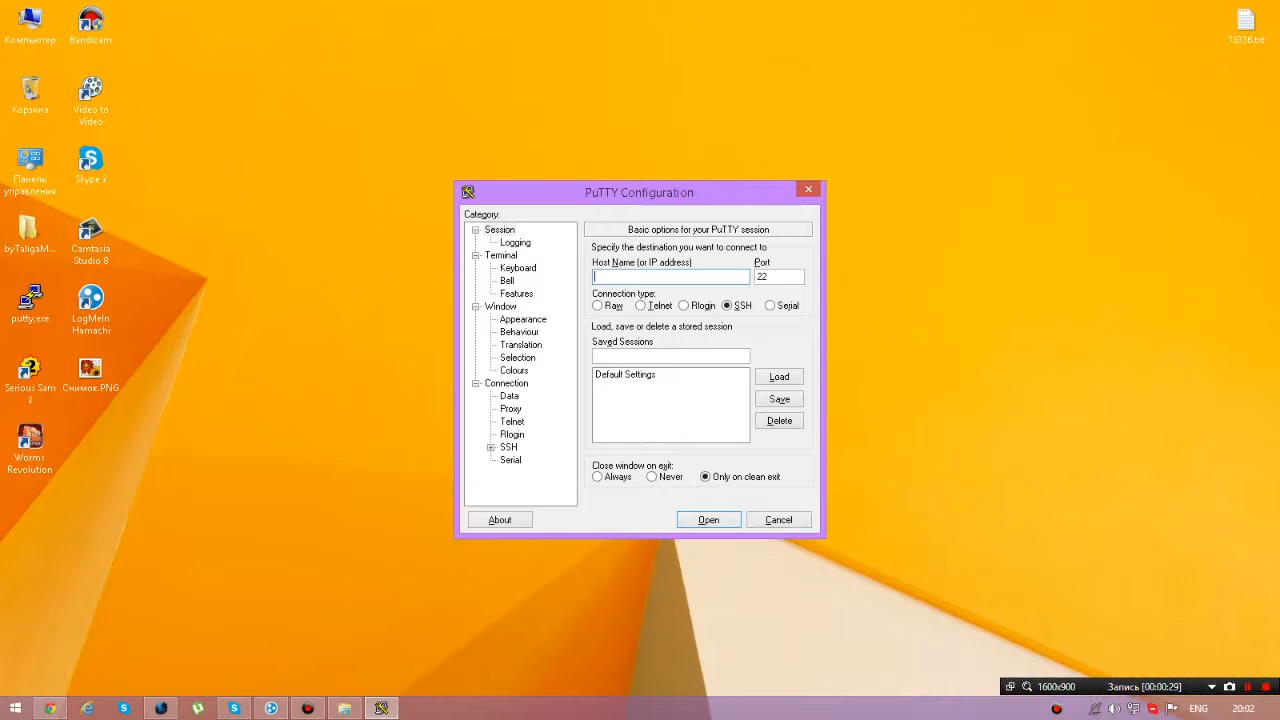 Компьютер
Bandicam
18336.txt
Корзина
Video to
Video
Панель
управления
Skype 2
byTaligaM...
Camtasia
Studio 8
putty.exe
LogMeIn
Hamachi
Serious Sam
2
Снимок.PNG
Worms
Revolution
PuTTY Configuration
Category:
Session
Logging
Terminal
Keyboard
Bell
Features
Window
Appearance
Behaviour
Translation
Selection
Colours
Connection
Data
Proxy
Telnet
Rlogin
SSH
Serial
Basic options for your PuTTY session
Specify the destination you want to connect to
Host Name (or IP address)
Port
22
Connection type:
Raw Telnet Rlogin SSH Serial
Load, save or delete a stored session
Saved Sessions
Default Settings
Load
Save
Delete
Close window on exit:
Always Never Only on clean exit
About
Open
Cancel
1600x900
Запись [00:00:29]
ENG
20:02